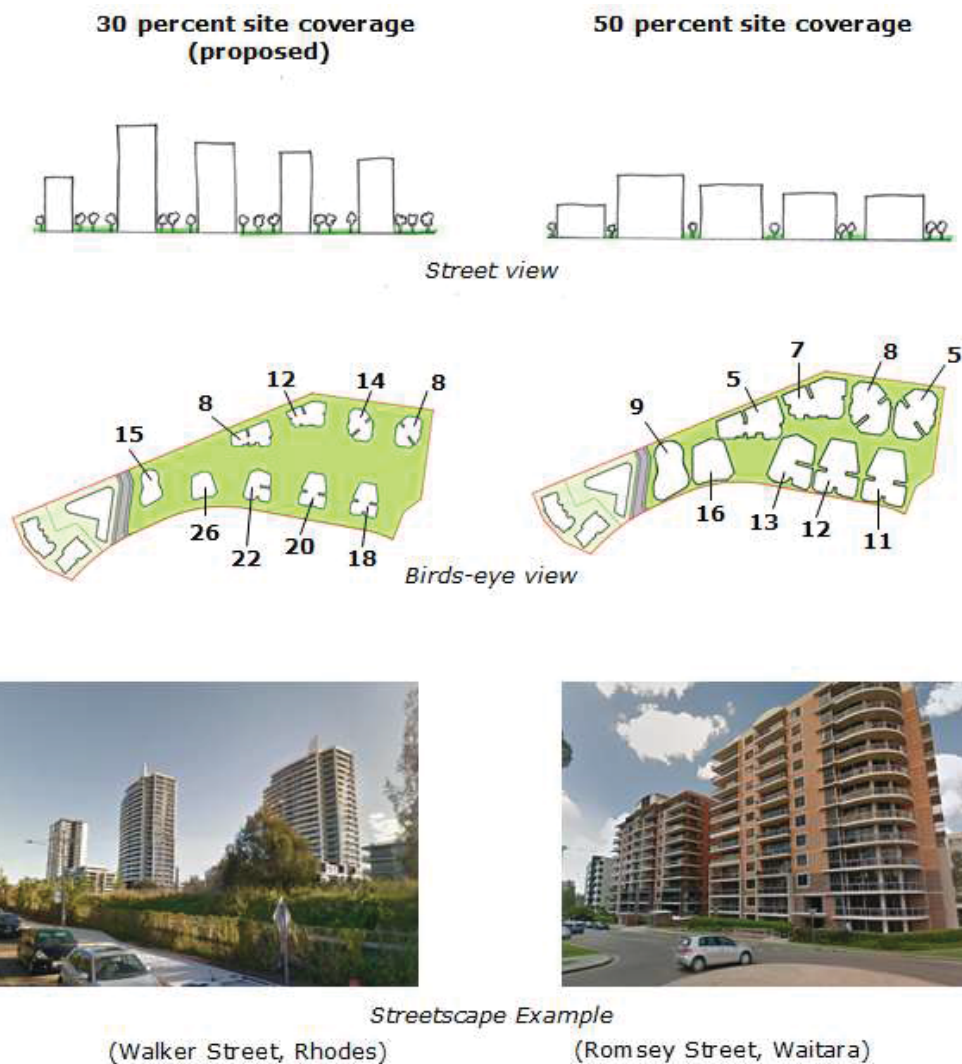 30 percent site coverage
(proposed)
50 percent site coverage
Street view
15
8
12
14
8
26
22
20
18
9
5
7
8
5
16
13
12
11
Birds-eye view
Streetscape Example
(Walker Street, Rhodes)
(Romsey Street, Waitara)